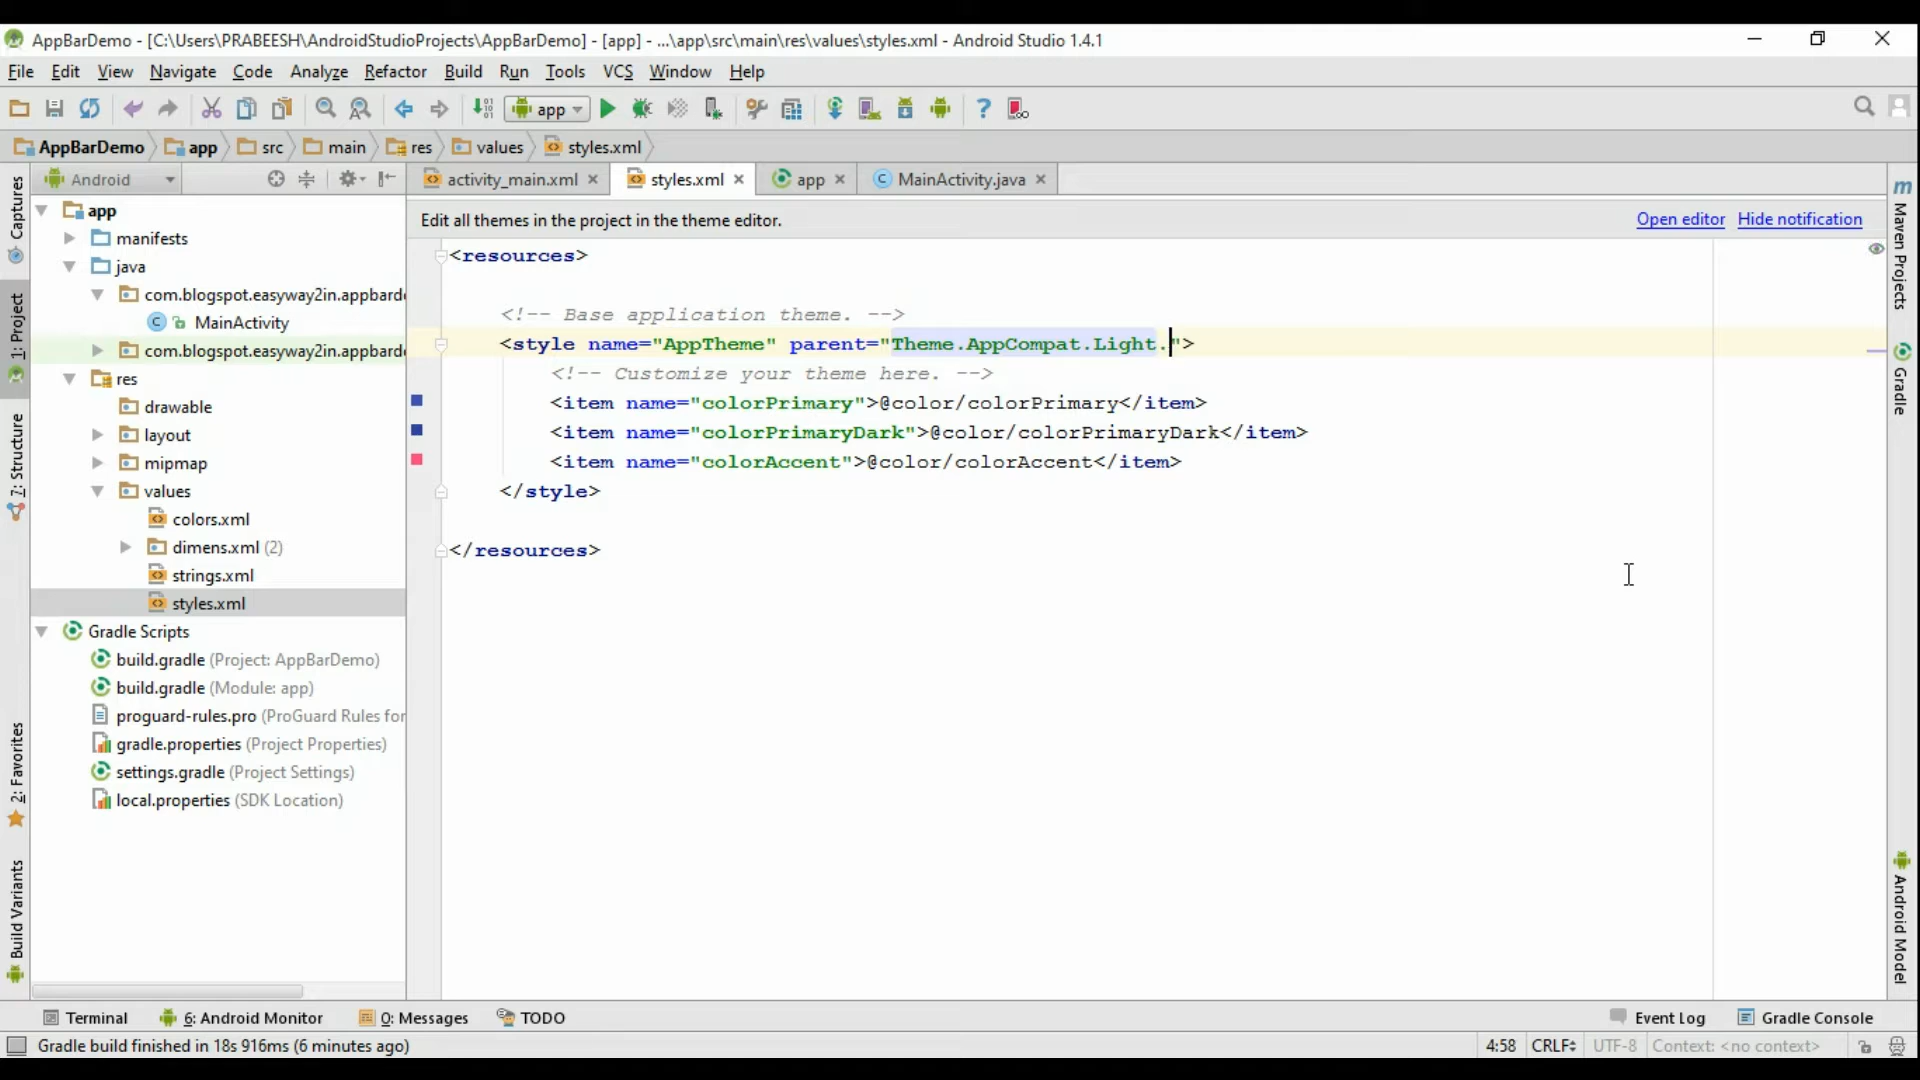 AppBarDemo - [C:\Users\PRABEESH\AndroidStudioProjects\AppBarDemo] - [app] - ...\app\src\main\res\values\styles.xml - Android Studio 1.4.1
File Edit View Navigate Code Analyze Refactor Build Run Tools VCS Window Help
app
AppBarDemo app src main res values styles.xml
Android
activity_main.xml styles.xml app MainActivity.java
Edit all themes in the project in the theme editor.
Open editor Hide notification
Captures
1: Project
7: Structure
2: Favorites
Build Variants
app
manifests
java
com.blogspot.easyway2in.appbard
MainActivity
com.blogspot.easyway2in.appbard
res
drawable
layout
mipmap
values
colors.xml
dimens.xml (2)
strings.xml
styles.xml
Gradle Scripts
build.gradle (Project: AppBarDemo)
build.gradle (Module: app)
proguard-rules.pro (ProGuard Rules for
gradle.properties (Project Properties)
settings.gradle (Project Settings)
local.properties (SDK Location)
<resources>
<!-- Base application theme. -->
<style name="AppTheme" parent="Theme.AppCompat.Light.">
<!-- Customize your theme here. -->
<item name="colorPrimary">@color/colorPrimary</item>
<item name="colorPrimaryDark">@color/colorPrimaryDark</item>
<item name="colorAccent">@color/colorAccent</item>
</style>
</resources>
m Maven Projects
Gradle
Android Model
Terminal 6: Android Monitor 0: Messages TODO Event Log Gradle Console
Gradle build finished in 18s 916ms (6 minutes ago) 4:58 CRLF UTF-8 Context: <no context>